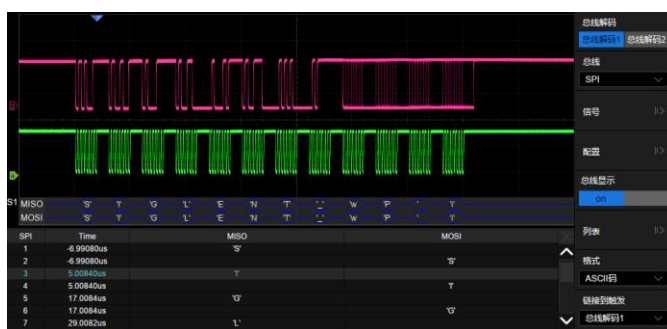 总线解码
总线解码1 总线解码2
总线
SPI
信号
配置
总线显示
on
列表
格式
ASCII码
链接到触发
总线解码1
S1 MISO 'S' 'I' 'G' 'L' 'E' 'N' 'T' '_' 'w' 'P' 'I'
MOSI 'S' 'I' 'G' 'L' 'E' 'N' 'T' '_' 'w' 'P' 'I'
SPI Time MISO MOSI
1 -6.99080us 'S'
2 -6.99080us 'S'
3 5.00840us 'I'
4 5.00840us 'I'
5 17.0084us 'G'
6 17.0084us 'G'
7 29.0082us 'L'